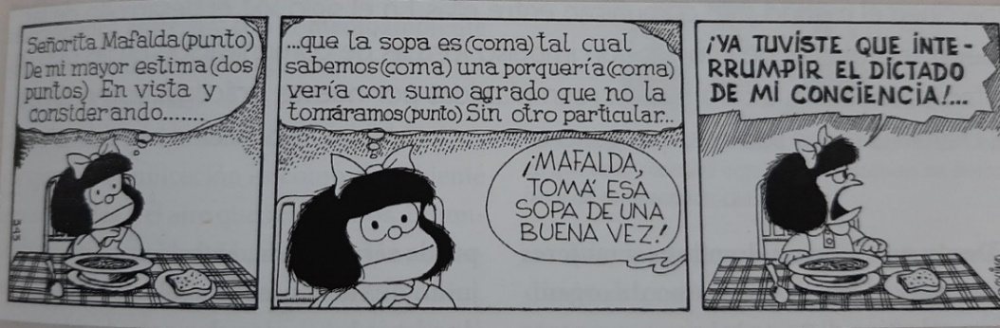 Señorita Mafalda(punto)
De mi mayor estima(dos
puntos) En vista y
considerando.......
...que la sopa es(coma)tal cual
sabemos(coma) una porquería(coma)
vería con sumo agrado que no la
tomáramos(punto) Sin otro particular...
¡MAFALDA,
TOMÁ ESA
SOPA DE UNA
BUENA VEZ!
¡YA TUVISTE QUE INTE-
RRUMPIR EL DICTADO
DE MI CONCIENCIA!...